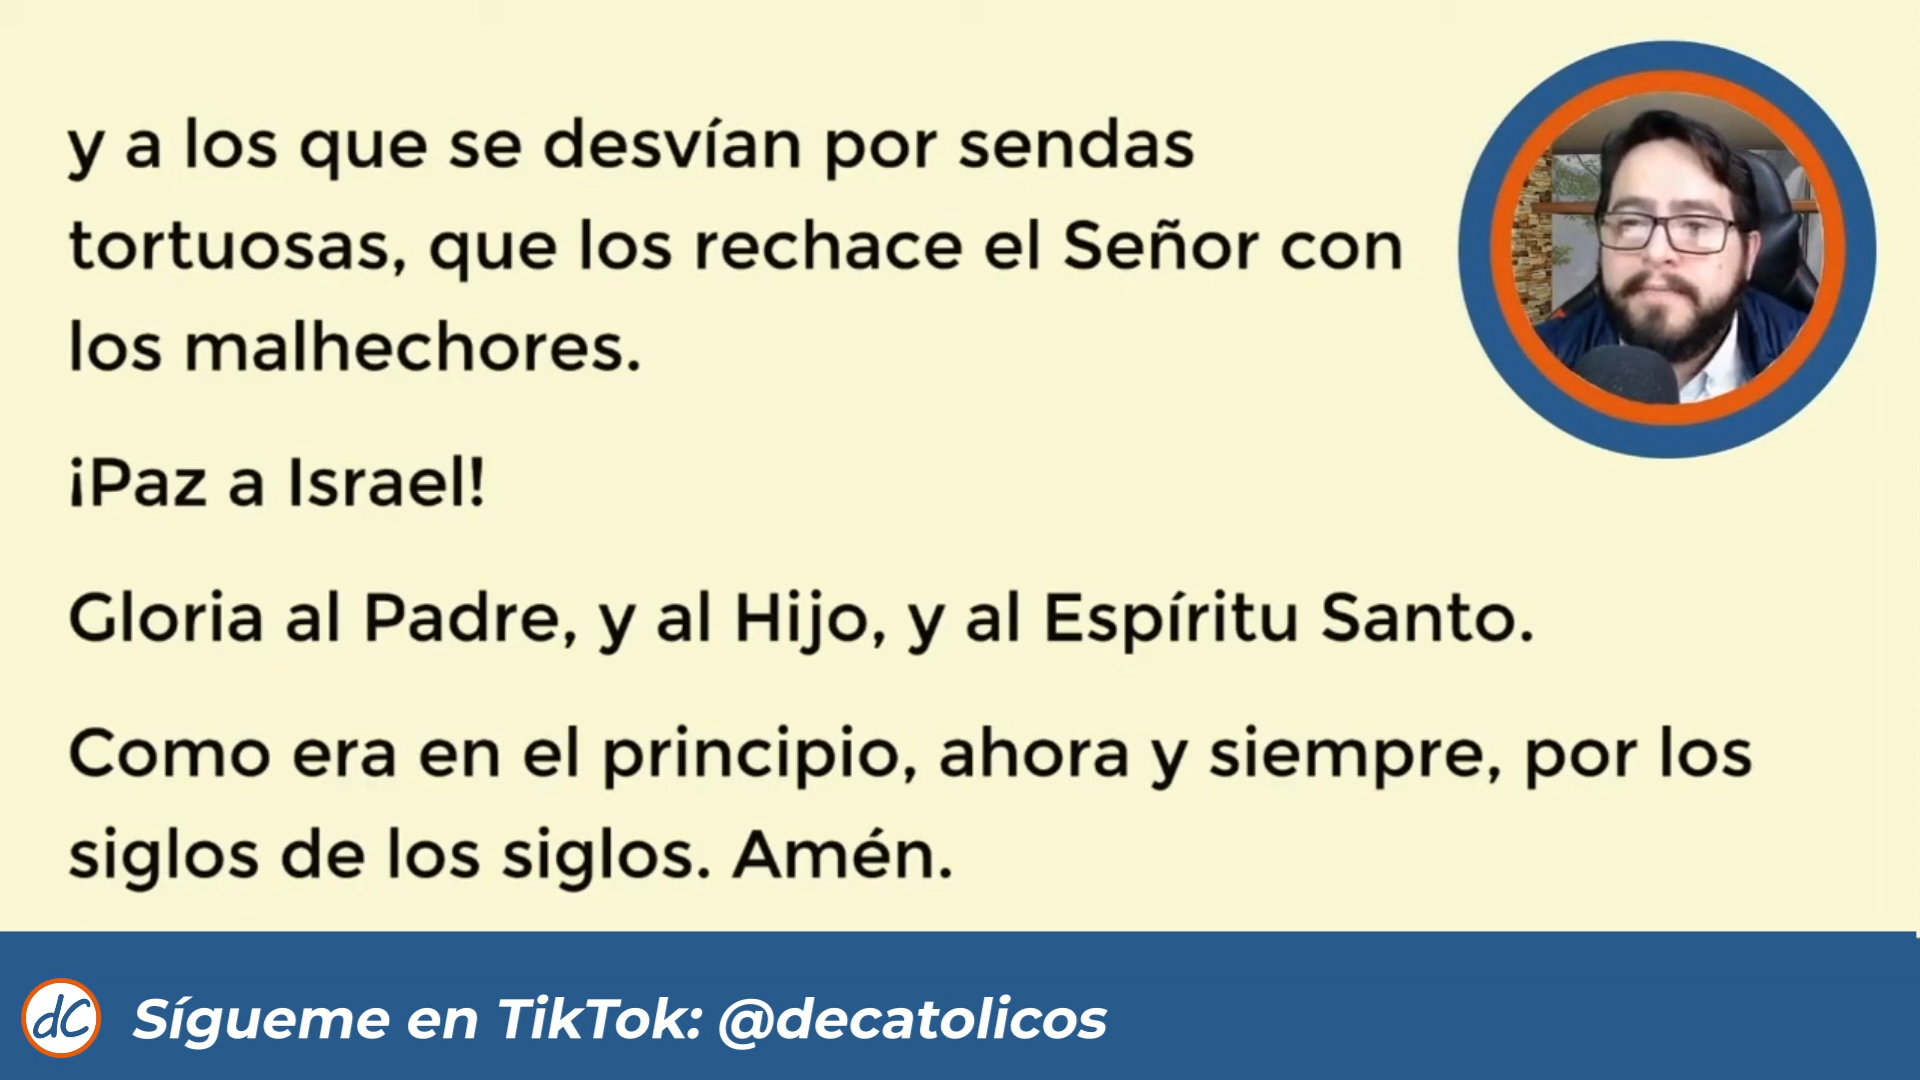 y a los que se desvían por sendas
tortuosas, que los rechace el Señor con
los malhechores.
¡Paz a Israel!
Gloria al Padre, y al Hijo, y al Espíritu Santo.
Como era en el principio, ahora y siempre, por los
siglos de los siglos. Amén.
dC Sígueme en TikTok: @decatolicos